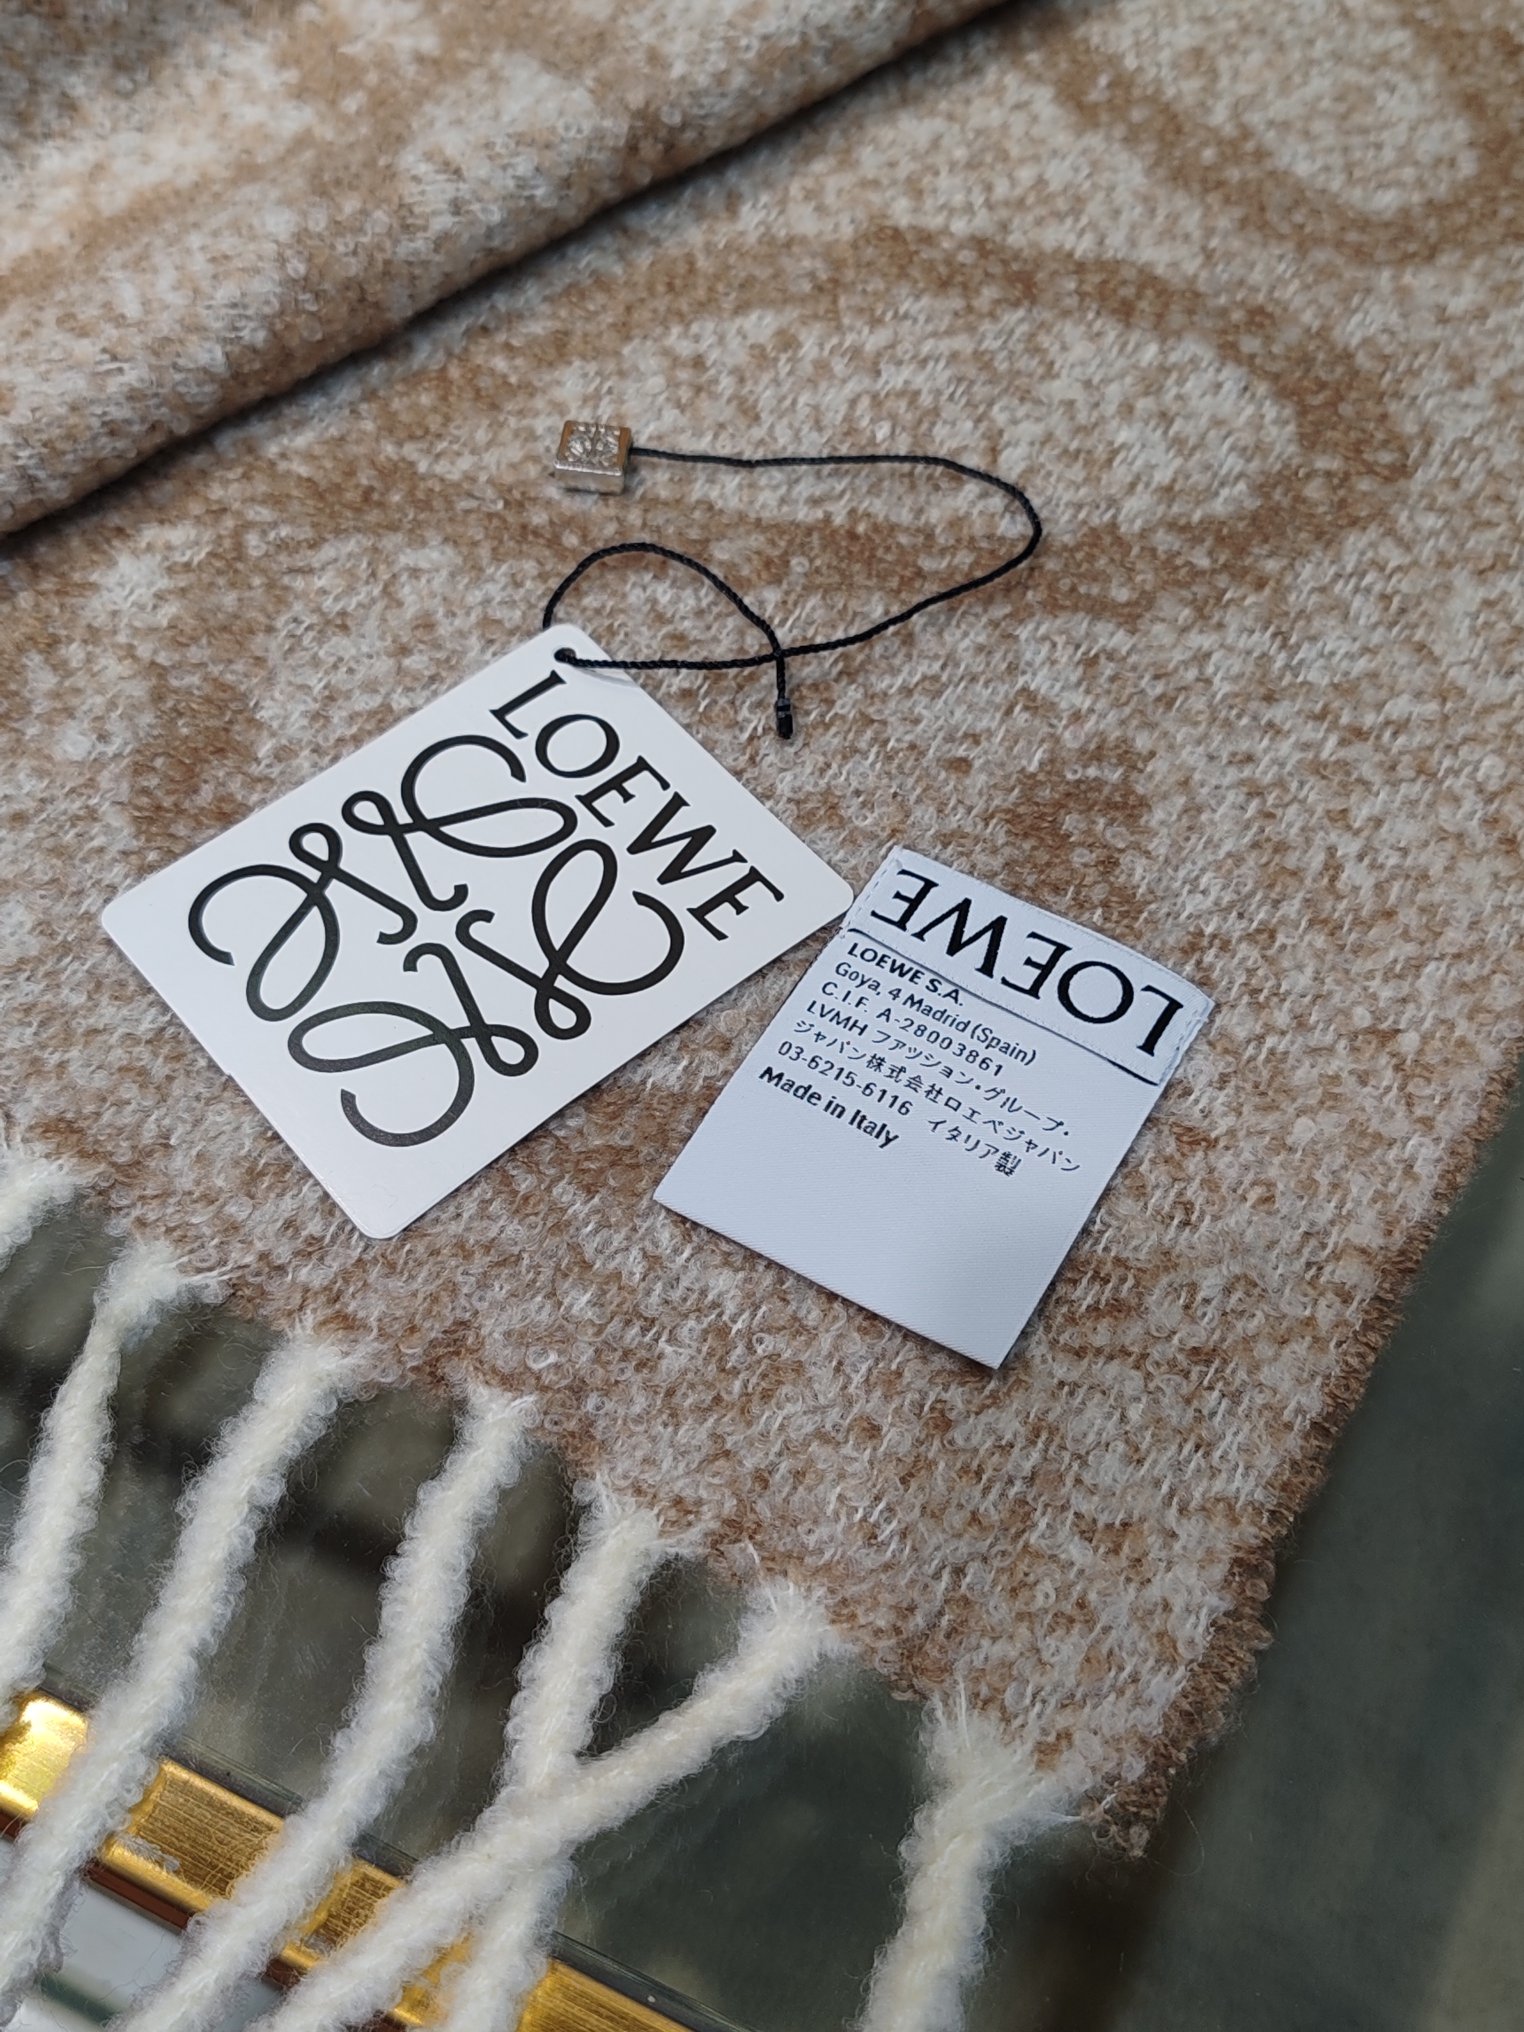 LOEWE
LOEWE
LOEWE S.A.
Goya, 4 Madrid (Spain)
C.I.F. A-28003861
LVMH ファッション・グループ・
ジャパン株式会社ロエベジャパン
03-6215-6116 イタリア製
Made in Italy